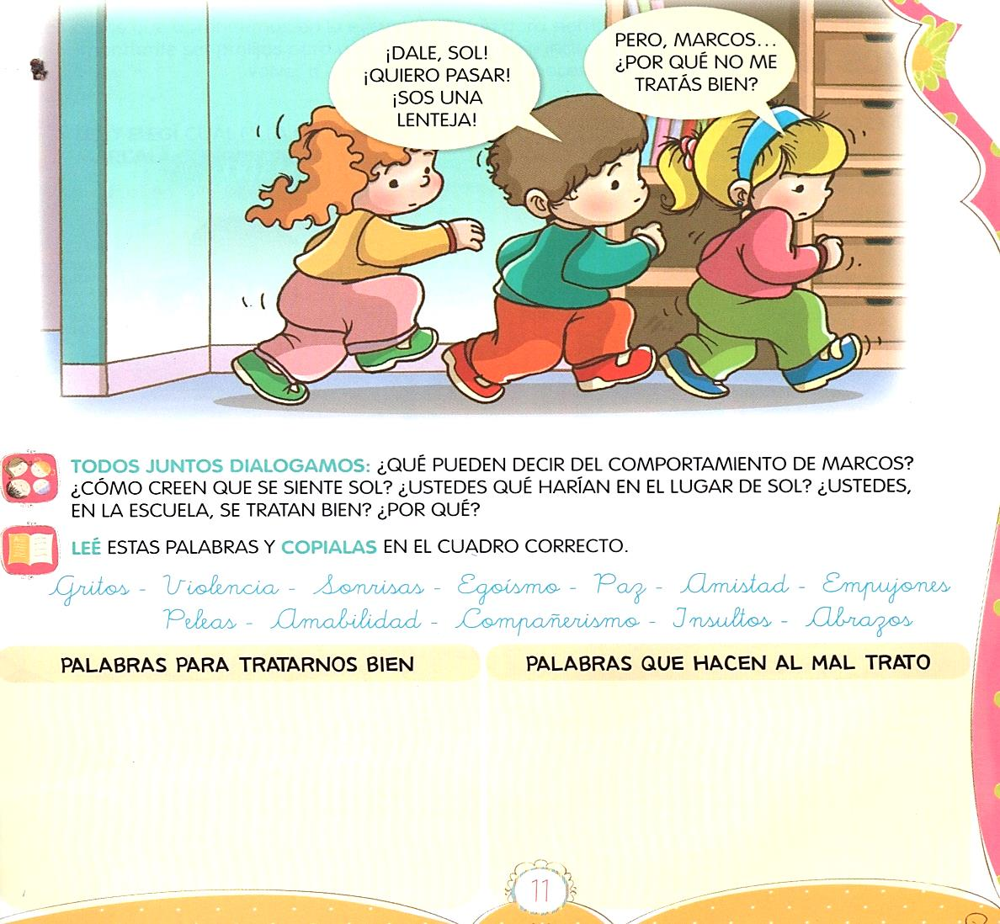 ¡DALE, SOL!
¡QUIERO PASAR!
¡SOS UNA
LENTEJA!
PERO, MARCOS...
¿POR QUÉ NO ME
TRATÁS BIEN?
TODOS JUNTOS DIALOGAMOS: ¿QUÉ PUEDEN DECIR DEL COMPORTAMIENTO DE MARCOS?
¿CÓMO CREEN QUE SE SIENTE SOL? ¿USTEDES QUÉ HARÍAN EN EL LUGAR DE SOL? ¿USTEDES,
EN LA ESCUELA, SE TRATAN BIEN? ¿POR QUÉ?
LEÉ ESTAS PALABRAS Y COPIALAS EN EL CUADRO CORRECTO.
Gritos - Violencia - Sonrisas - Egoísmo - Paz - Amistad - Empujones
Peleas - Amabilidad - Compañerismo - Insultos - Abrazos
PALABRAS PARA TRATARNOS BIEN
PALABRAS QUE HACEN AL MAL TRATO
11